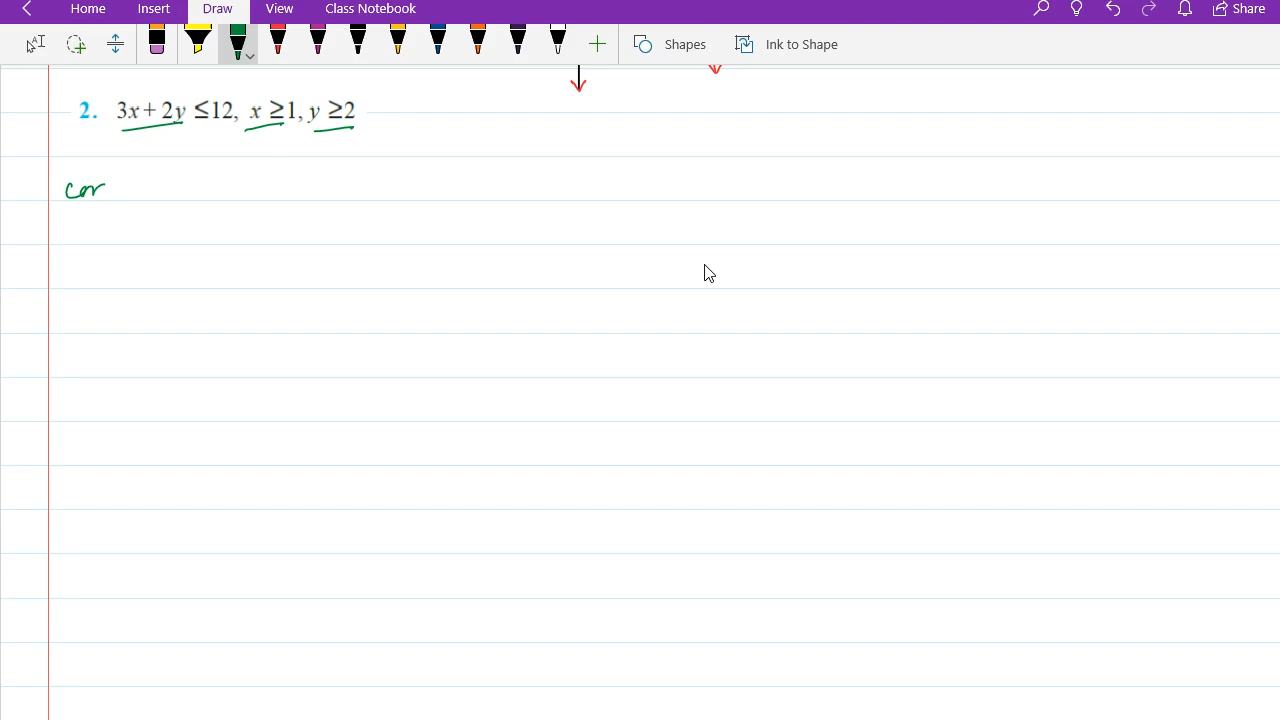 Home Insert Draw View Class Notebook Share
Shapes Ink to Shape
2. 3x + 2y ≤12, x ≥1, y ≥2
cor